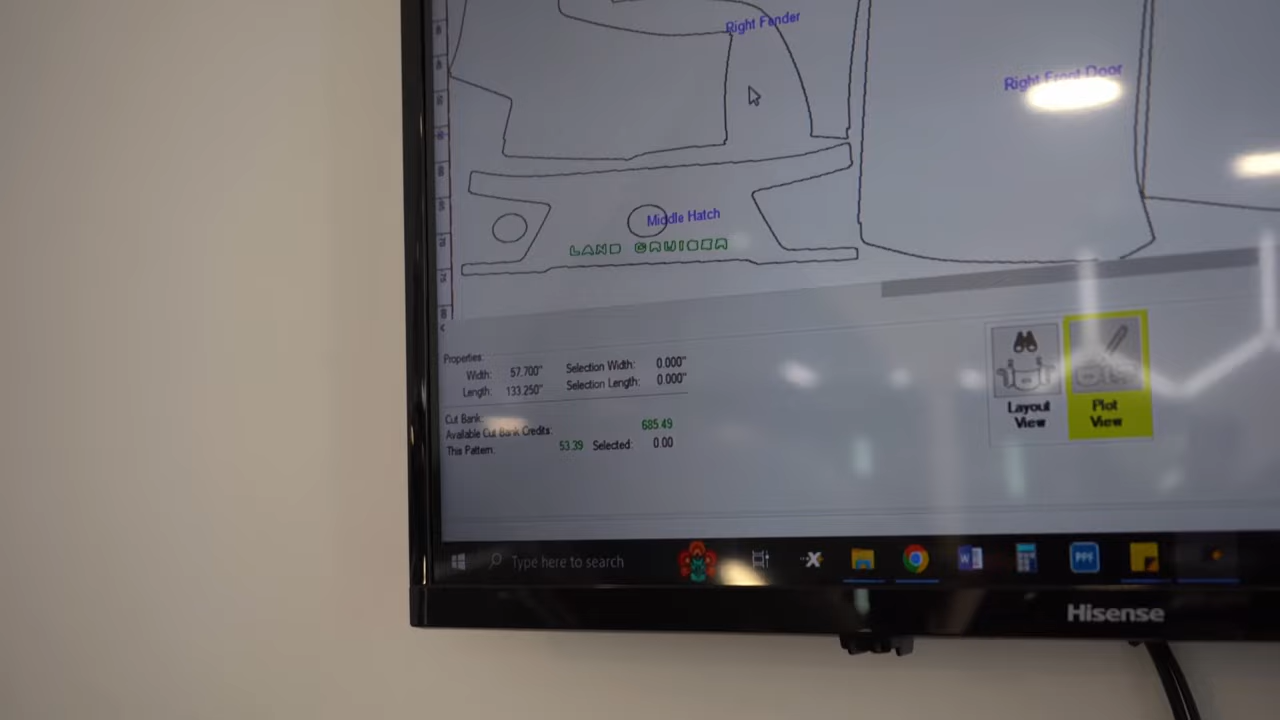 Right Fender
Right Front Door
Middle Hatch
LAND CRUISER
Properties:
Width: 57.700" Selection Width: 0.000"
Length: 133.250" Selection Length: 0.000"
Cut Bank:
Available Cut Bank Credits: 685.49
This Pattern: 53.39 Selected: 0.00
Layout View
Plot View
Type here to search
PPF
Hisense